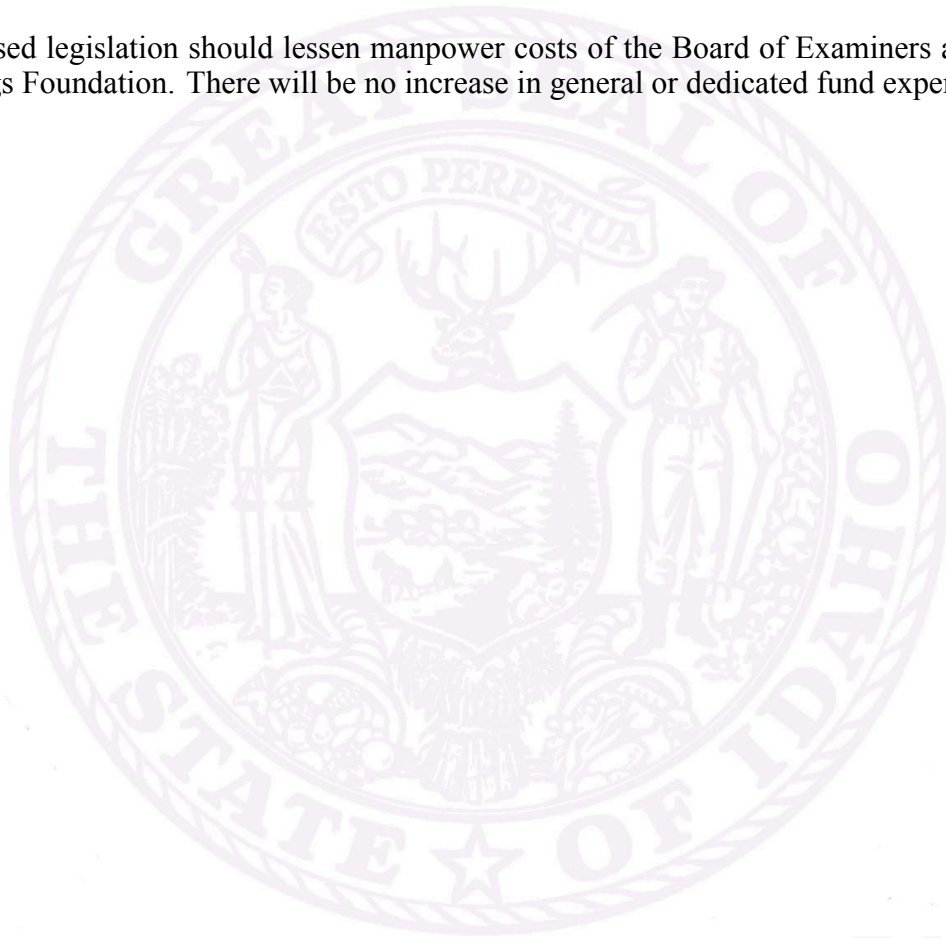 sed legislation should lessen manpower costs of the Board of Examiners a
gs Foundation. There will be no increase in general or dedicated fund exper
GREAT SEAL OF
ESTO PERPETUA
THE STATE OF IDAHO